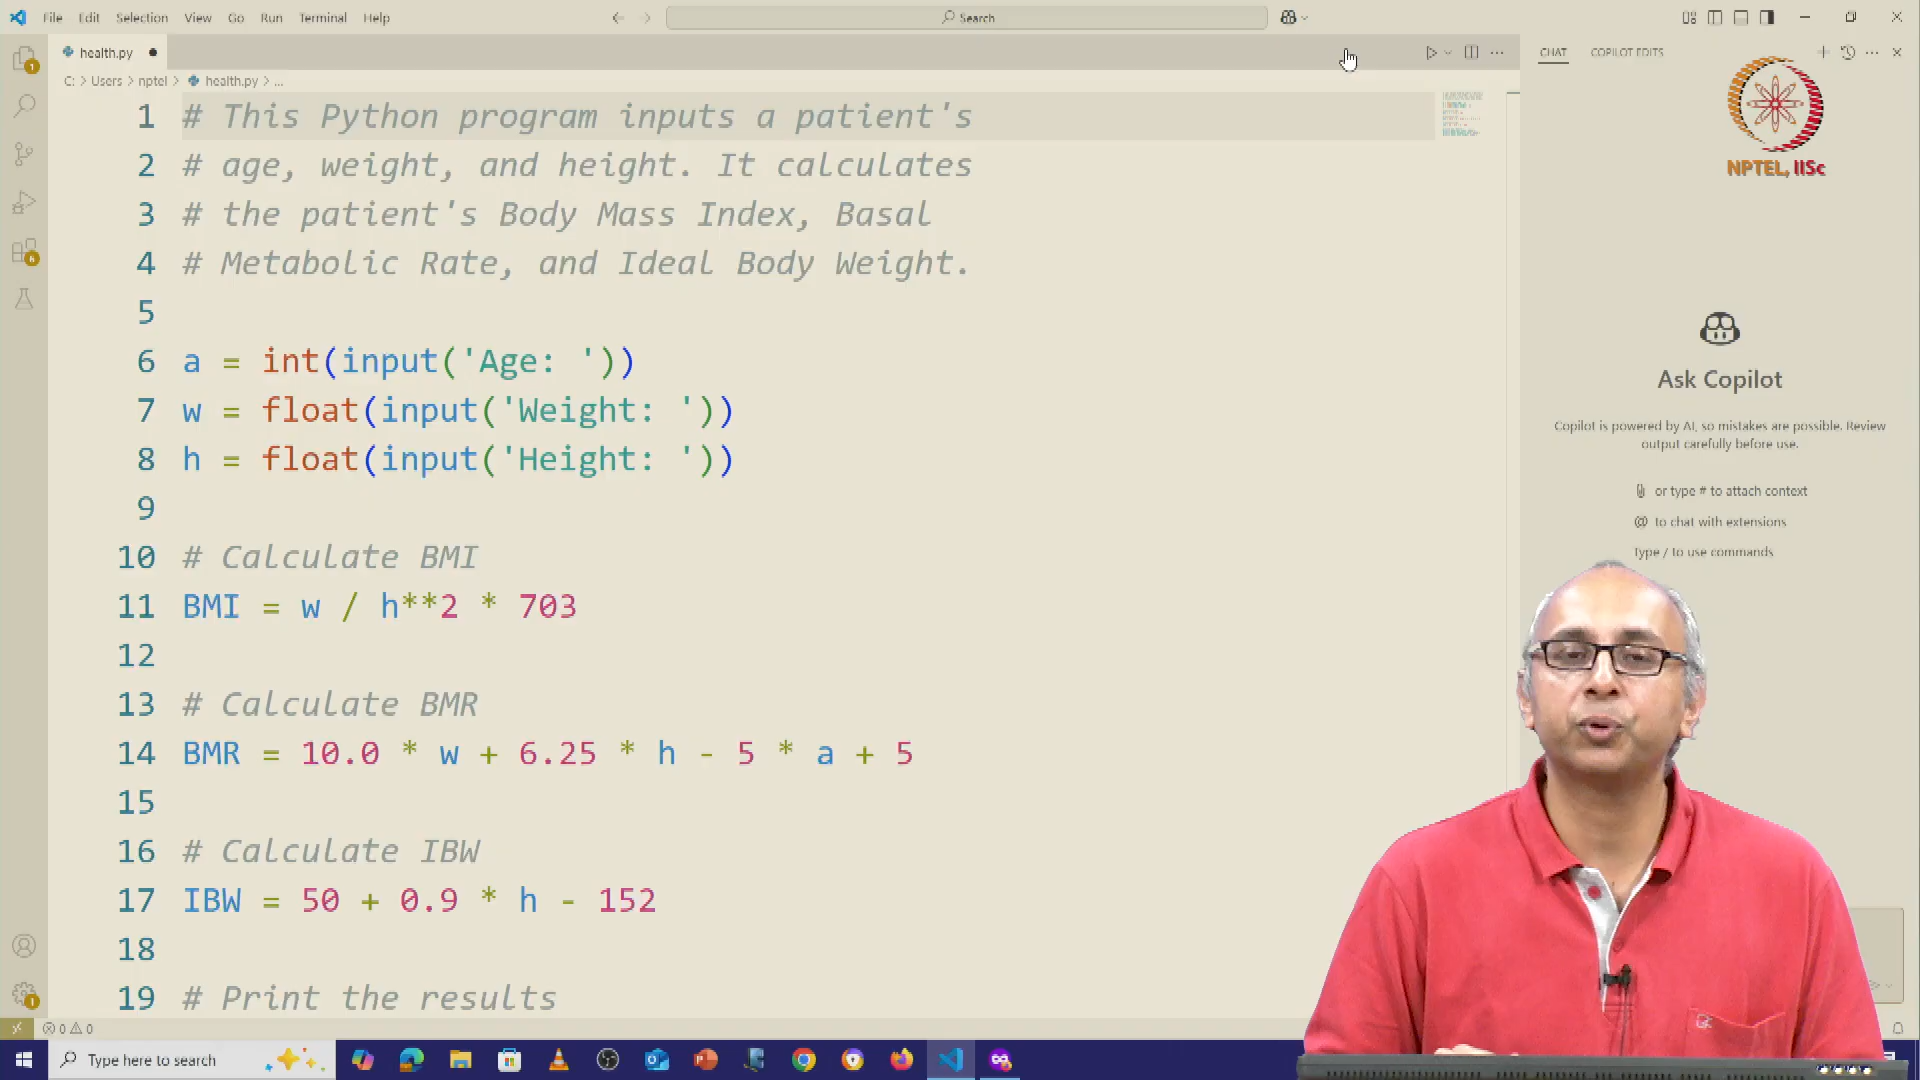 File Edit Selection View Go Run Terminal Help
Search
health.py
CHAT COPILOT EDITS
C: > Users > nptel > health.py > ...
NPTEL, IISc
1 # This Python program inputs a patient's
2 # age, weight, and height. It calculates
3 # the patient's Body Mass Index, Basal
4 # Metabolic Rate, and Ideal Body Weight.
5
6 a = int(input('Age: '))
7 w = float(input('Weight: '))
8 h = float(input('Height: '))
9
10 # Calculate BMI
11 BMI = w / h**2 * 703
12
13 # Calculate BMR
14 BMR = 10.0 * w + 6.25 * h - 5 * a + 5
15
16 # Calculate IBW
17 IBW = 50 + 0.9 * h - 152
18
19 # Print the results
Ask Copilot
Copilot is powered by AI, so mistakes are possible. Review
output carefully before use.
or type # to attach context
@ to chat with extensions
Type / to use commands
0 0
Type here to search